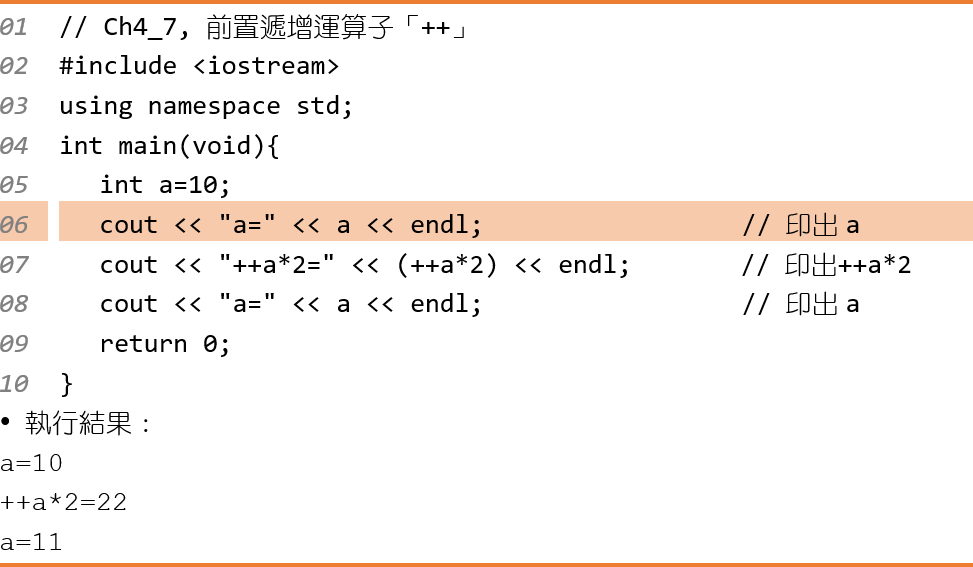 01 // Ch4_7, 前置遞增運算子「++」
02 #include <iostream>
03 using namespace std;
04 int main(void){
05 int a=10;
06 cout << "a=" << a << endl; // 印出 a
07 cout << "++a*2=" << (++a*2) << endl; // 印出++a*2
08 cout << "a=" << a << endl; // 印出 a
09 return 0;
10 }
• 執行結果：
a=10
++a*2=22
a=11